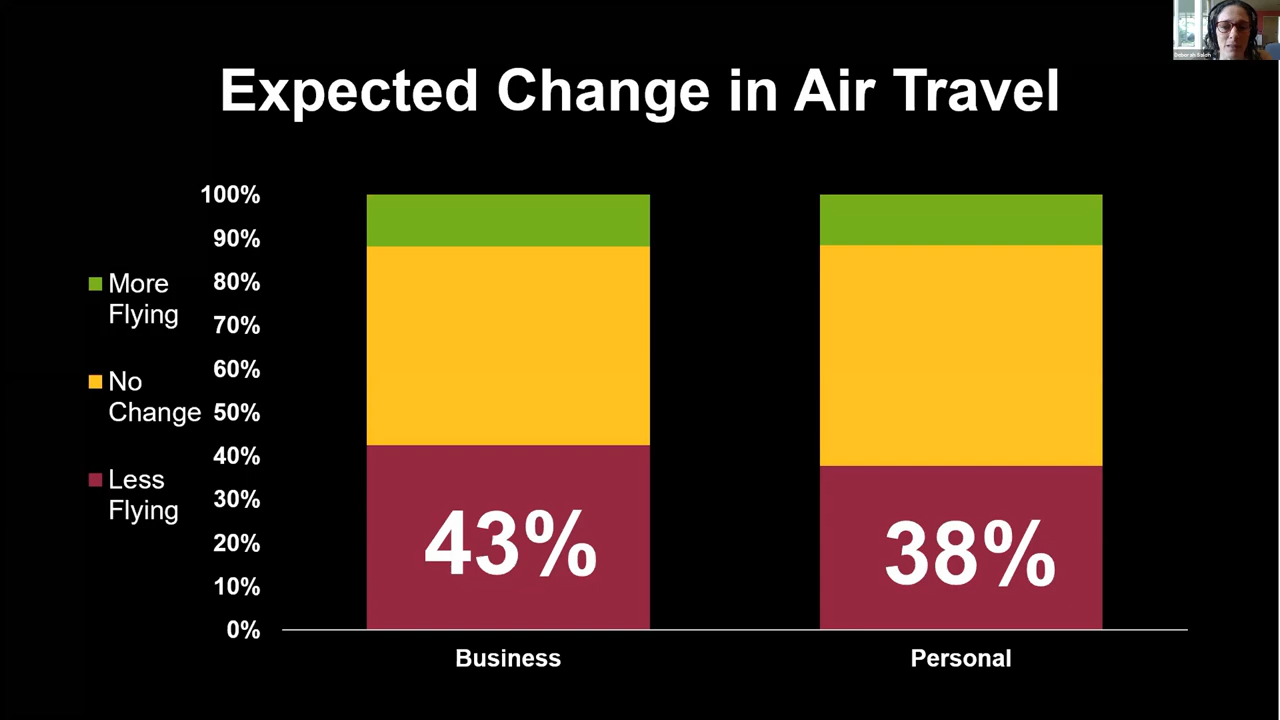 Expected Change in Air Travel
100%
90%
80%
70%
60%
50%
40%
30%
20%
10%
0%
More
Flying
No
Change
Less
Flying
43%
38%
Business
Personal